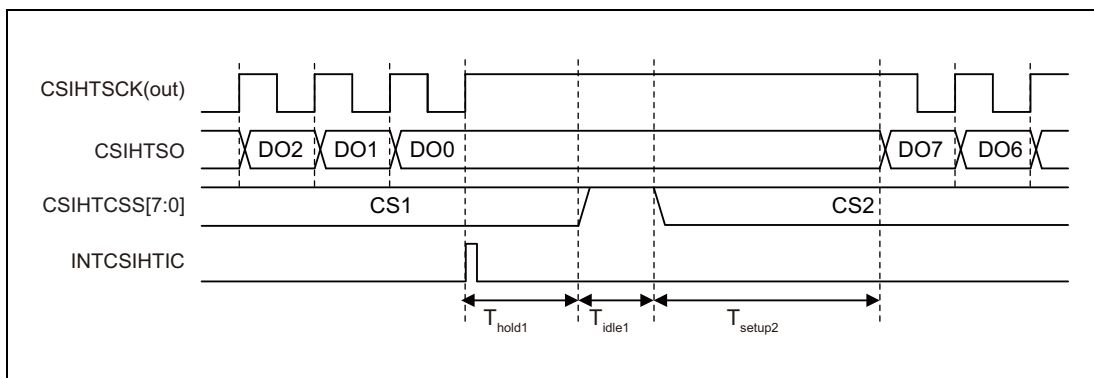 CSIHTSCK(out)
CSIHTSO DO2 DO1 DO0 DO7 DO6
CSIHTCSS[7:0] CS1 CS2
INTCSIHTIC
Thold1 Tidle1 Tsetup2